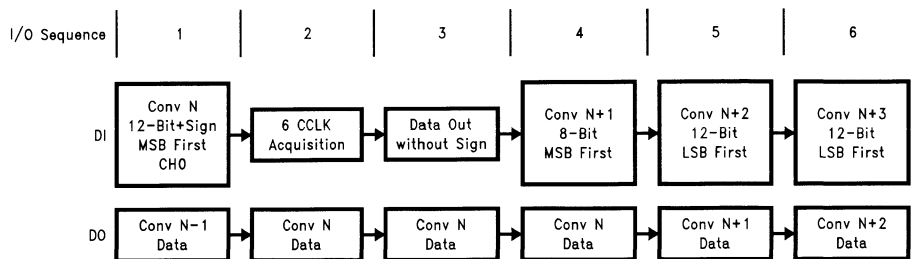 I/O Sequence 1 2 3 4 5 6
DI
Conv N
12-Bit+Sign
MSB First
CH0
6 CCLK
Acquisition
Data Out
without Sign
Conv N+1
8-Bit
MSB First
Conv N+2
12-Bit
LSB First
Conv N+3
12-Bit
LSB First
DO
Conv N-1
Data
Conv N
Data
Conv N
Data
Conv N
Data
Conv N+1
Data
Conv N+2
Data